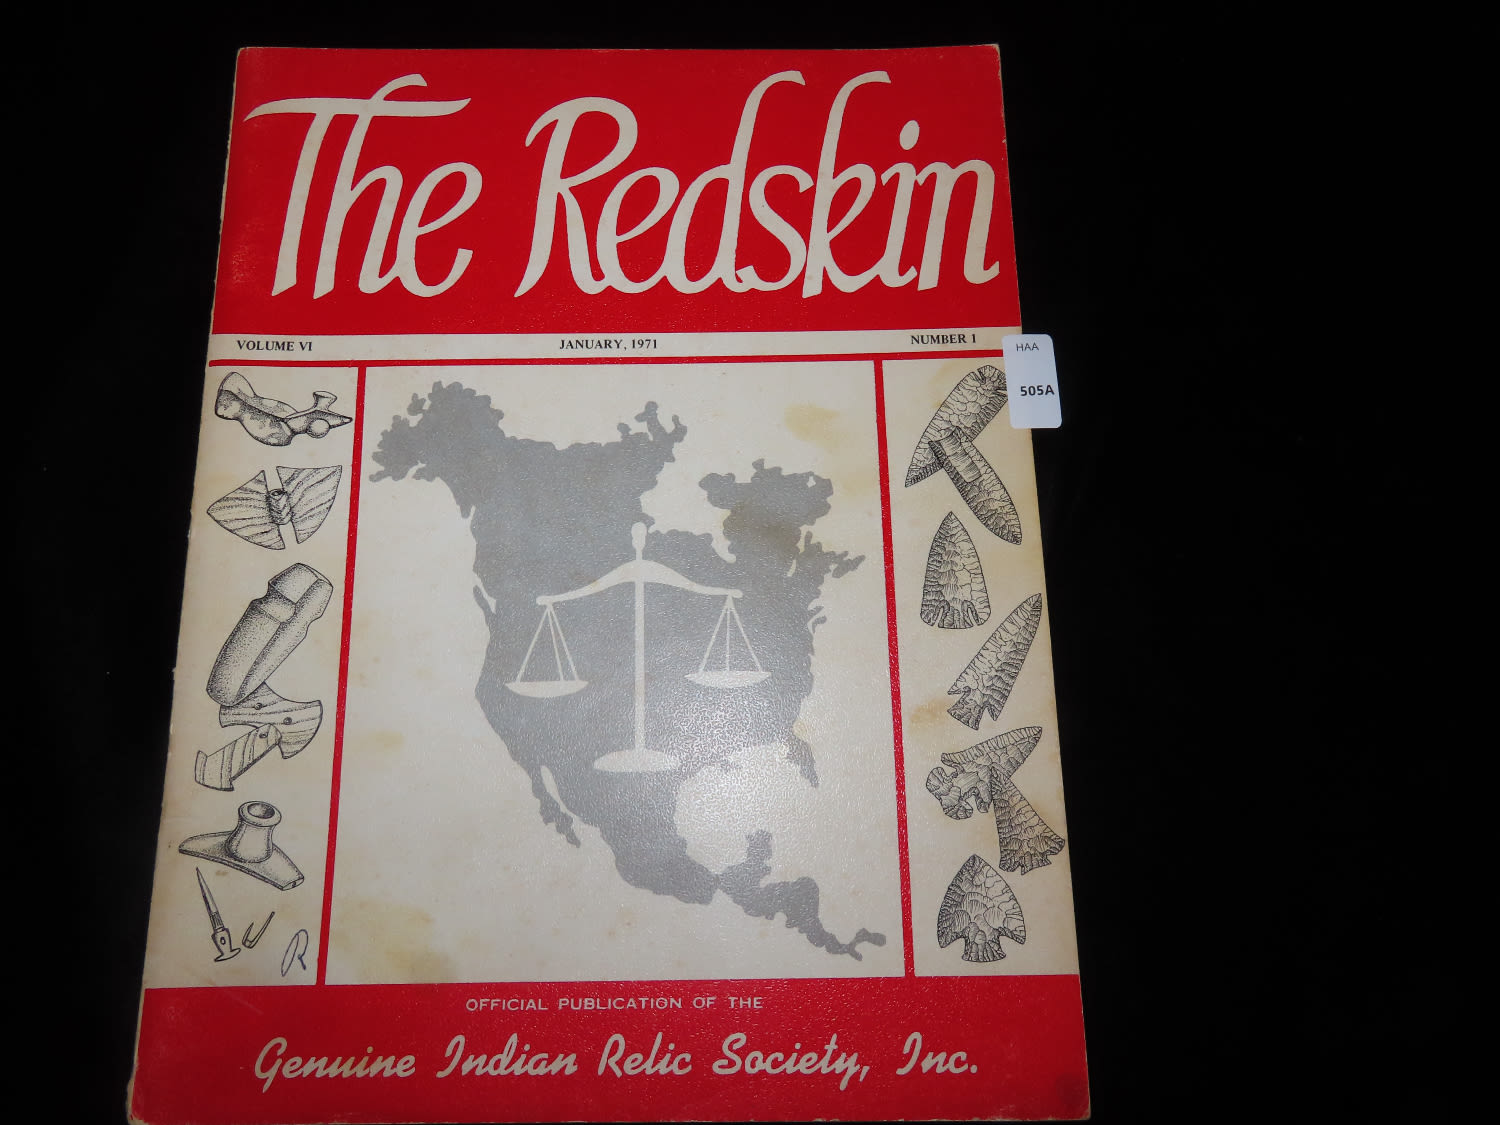 The Redskin
VOLUME VI JANUARY, 1971 NUMBER 1
HAA
505A
R
OFFICIAL PUBLICATION OF THE
Genuine Indian Relic Society, Inc.